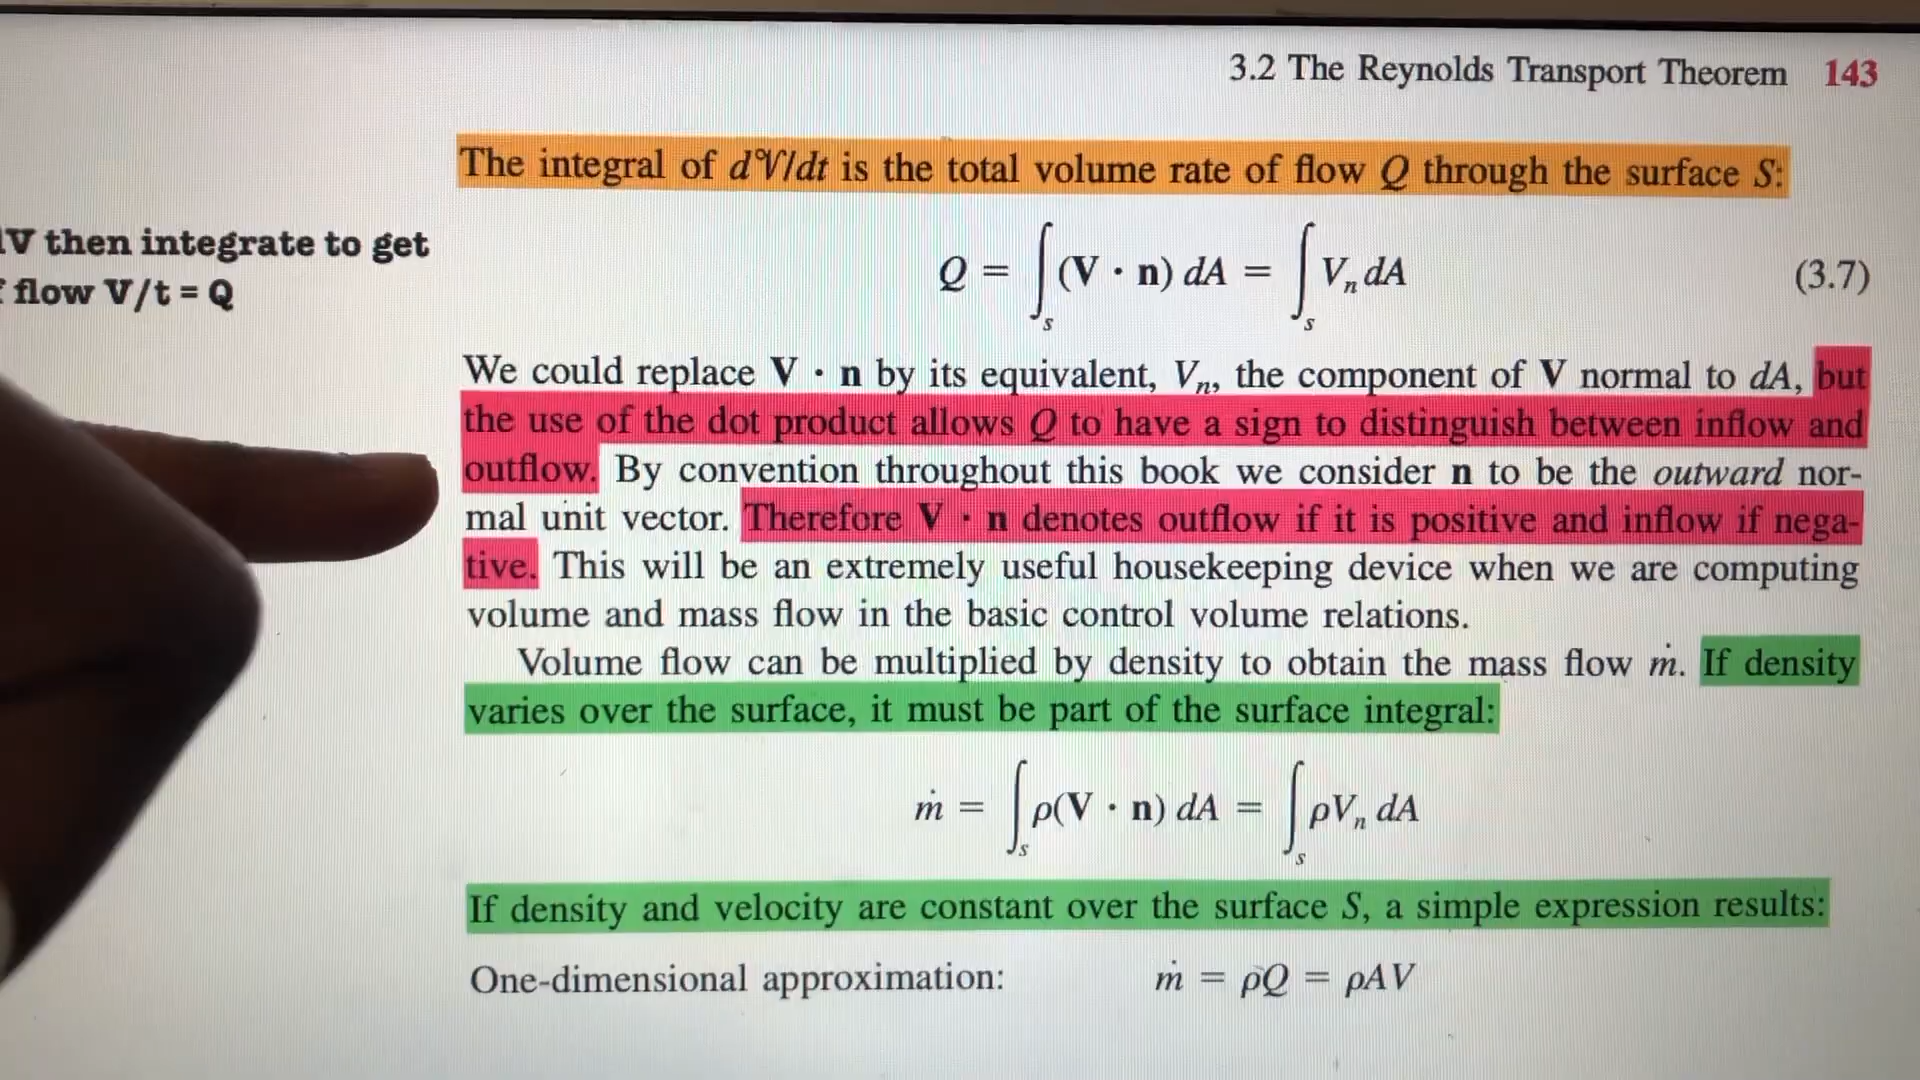 3.2 The Reynolds Transport Theorem 143
The integral of d𝒱/dt is the total volume rate of flow Q through the surface S:
V then integrate to get
flow V/t = Q
Q = ∫s (V · n) dA = ∫s Vn dA (3.7)
We could replace V · n by its equivalent, Vn, the component of V normal to dA, but
the use of the dot product allows Q to have a sign to distinguish between inflow and
outflow. By convention throughout this book we consider n to be the outward nor-
mal unit vector. Therefore V · n denotes outflow if it is positive and inflow if nega-
tive. This will be an extremely useful housekeeping device when we are computing
volume and mass flow in the basic control volume relations.
Volume flow can be multiplied by density to obtain the mass flow ṁ. If density
varies over the surface, it must be part of the surface integral:
ṁ = ∫s ρ(V · n) dA = ∫s ρVn dA
If density and velocity are constant over the surface S, a simple expression results:
One-dimensional approximation: ṁ = ρQ = ρAV